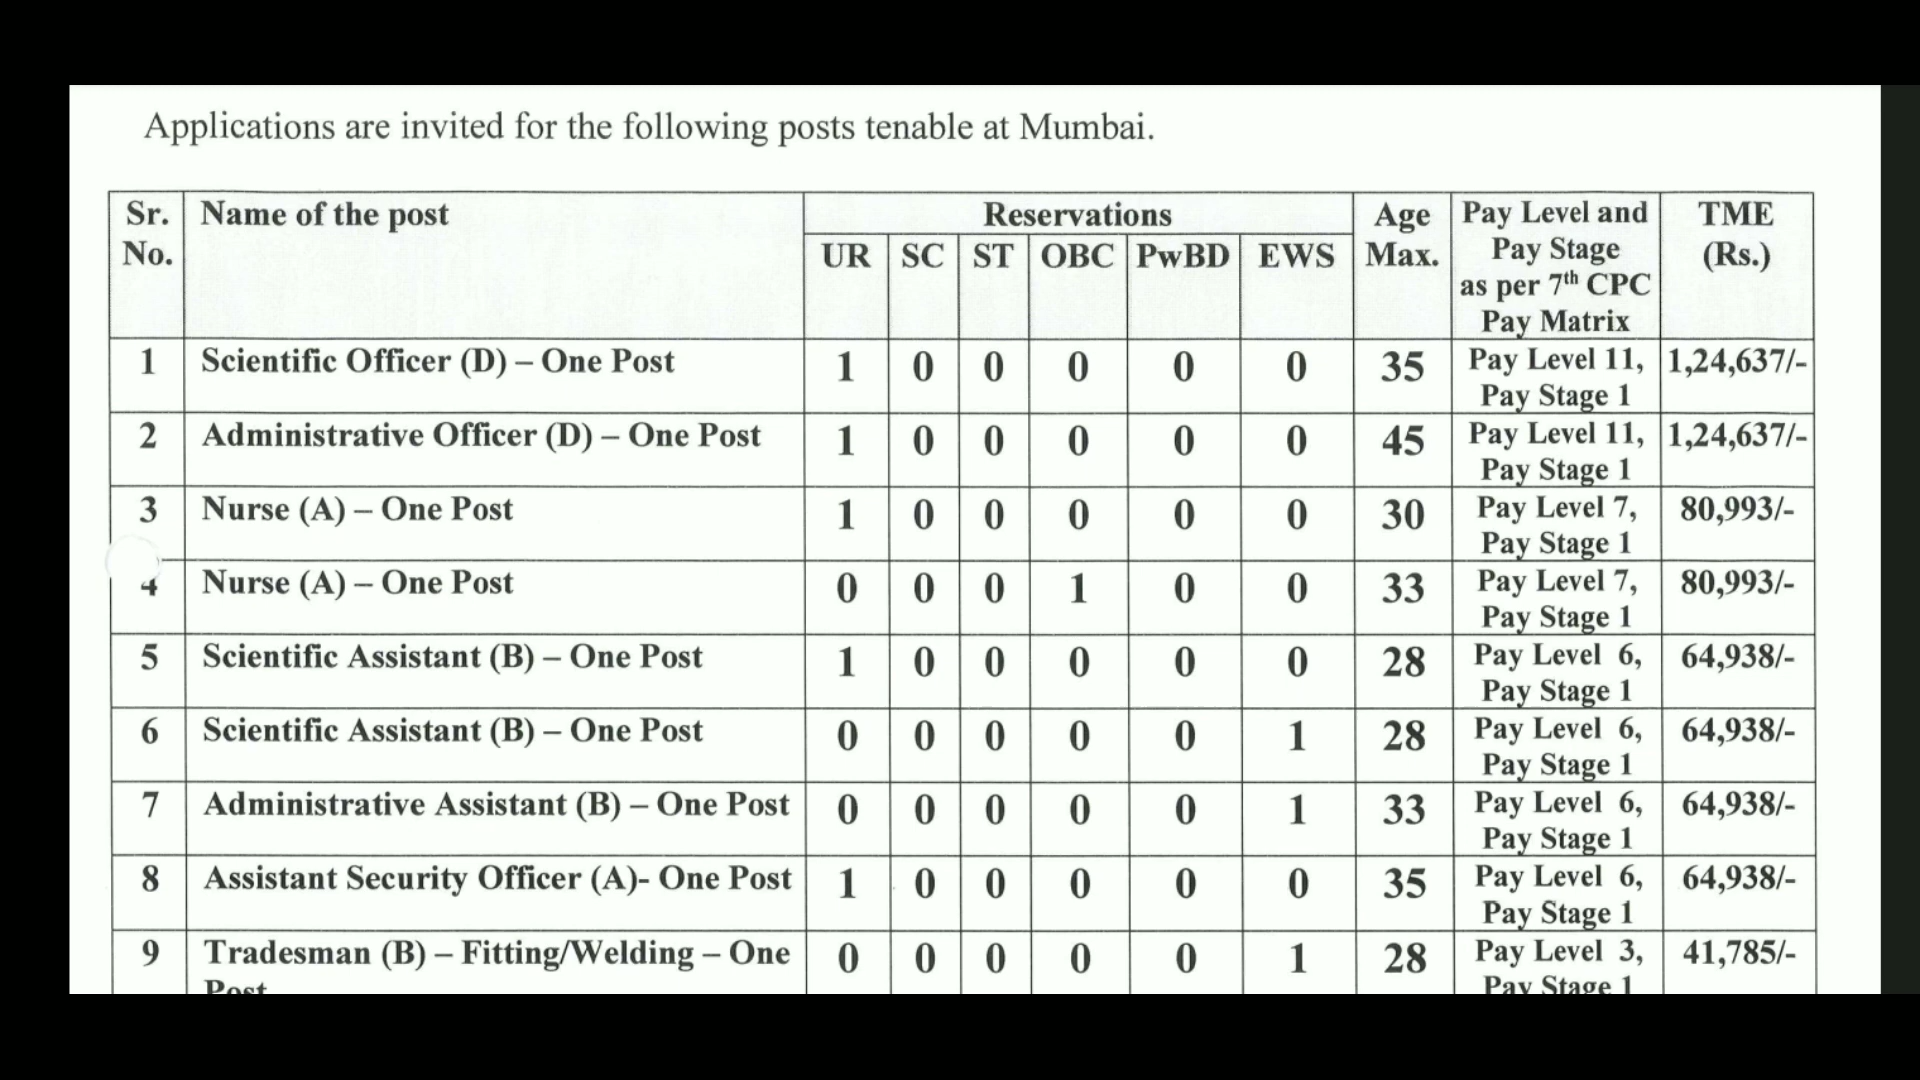 Applications are invited for the following posts tenable at Mumbai.
Sr. No. Name of the post Reservations Age Max. Pay Level and Pay Stage as per 7th CPC Pay Matrix TME (Rs.)
UR SC ST OBC PwBD EWS
1 Scientific Officer (D) – One Post 1 0 0 0 0 0 35 Pay Level 11, Pay Stage 1 1,24,637/-
2 Administrative Officer (D) – One Post 1 0 0 0 0 0 45 Pay Level 11, Pay Stage 1 1,24,637/-
3 Nurse (A) – One Post 1 0 0 0 0 0 30 Pay Level 7, Pay Stage 1 80,993/-
4 Nurse (A) – One Post 0 0 0 1 0 0 33 Pay Level 7, Pay Stage 1 80,993/-
5 Scientific Assistant (B) – One Post 1 0 0 0 0 0 28 Pay Level 6, Pay Stage 1 64,938/-
6 Scientific Assistant (B) – One Post 0 0 0 0 0 1 28 Pay Level 6, Pay Stage 1 64,938/-
7 Administrative Assistant (B) – One Post 0 0 0 0 0 1 33 Pay Level 6, Pay Stage 1 64,938/-
8 Assistant Security Officer (A)- One Post 1 0 0 0 0 0 35 Pay Level 6, Pay Stage 1 64,938/-
9 Tradesman (B) – Fitting/Welding – One Post 0 0 0 0 0 1 28 Pay Level 3, Pay Stage 1 41,785/-